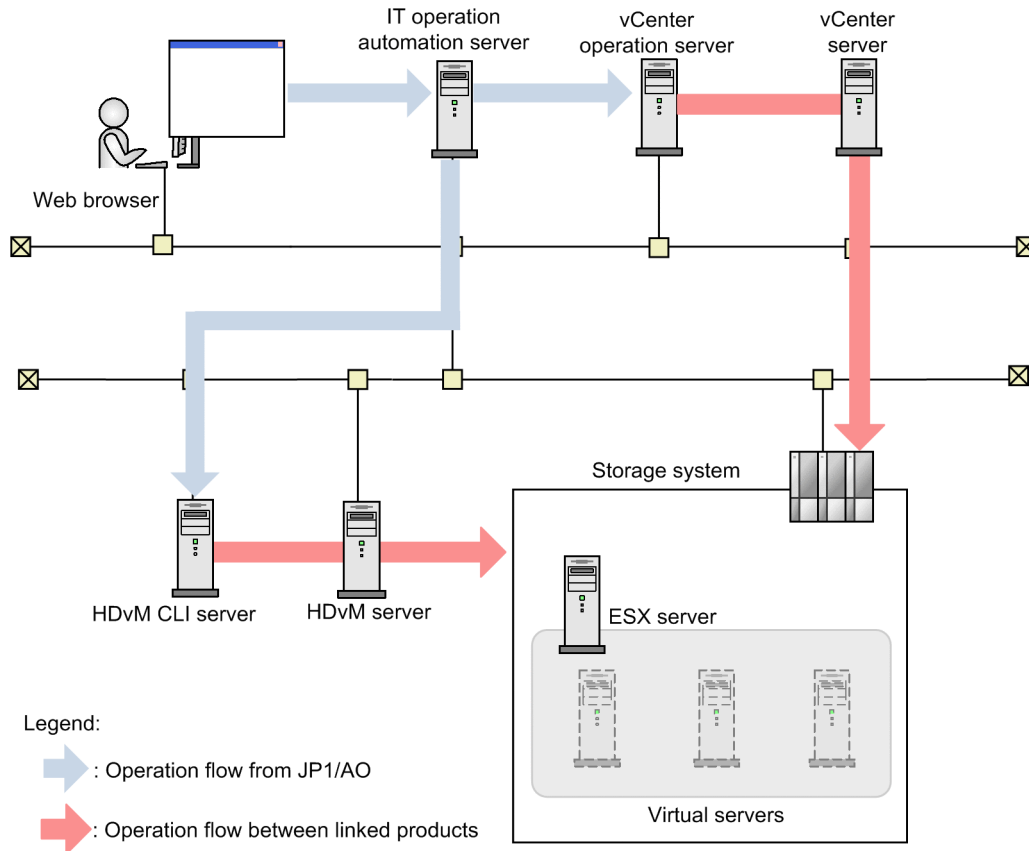 IT operation
automation server
vCenter
operation server
vCenter
server
Web browser
Storage system
HDvM CLI server
HDvM server
ESX server
Virtual servers
Legend:
: Operation flow from JP1/AO
: Operation flow between linked products